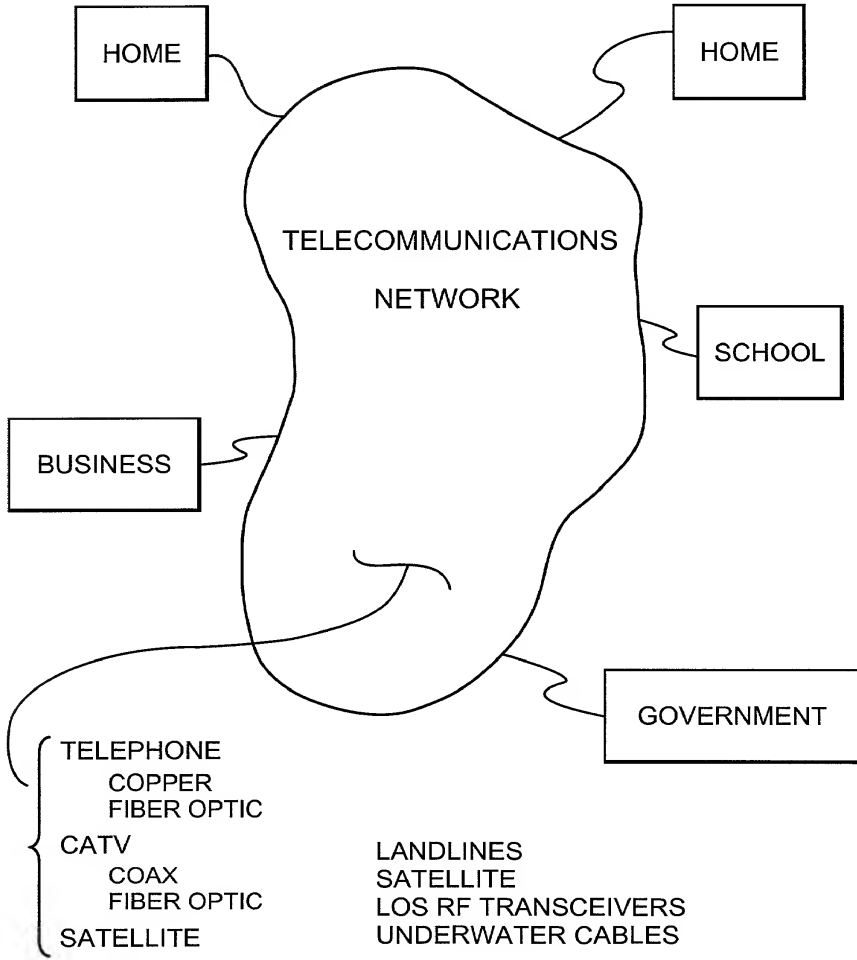 HOME
HOME
TELECOMMUNICATIONS
NETWORK
SCHOOL
BUSINESS
GOVERNMENT
TELEPHONE
COPPER
FIBER OPTIC
CATV
COAX
FIBER OPTIC
SATELLITE
LANDLINES
SATELLITE
LOS RF TRANSCEIVERS
UNDERWATER CABLES